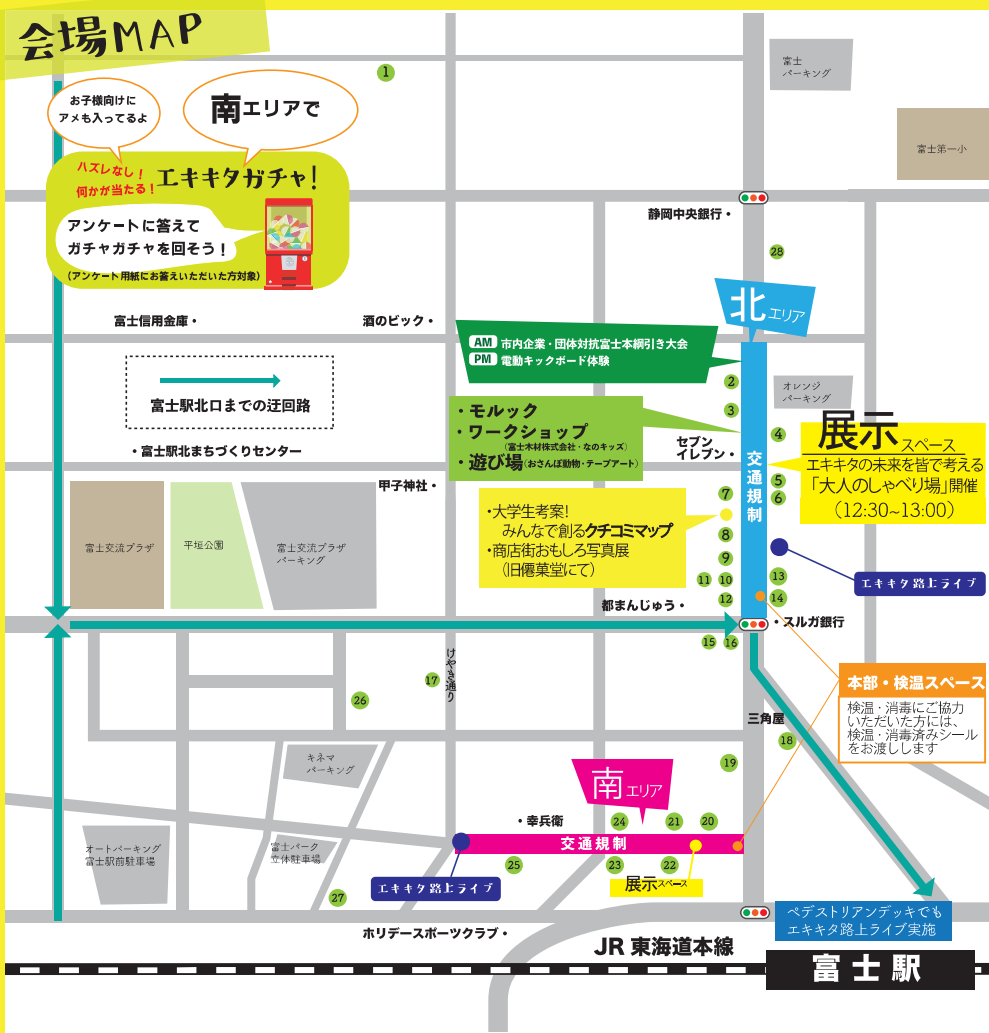 会場MAP
お子様向けに
アメも入ってるよ
南エリアで
ハズレなし!
何かが当たる!
エキキタガチャ!
アンケートに答えて
ガチャガチャを回そう!
(アンケート用紙にお答えいただいた方対象)
1
富士
パーキング
富士第一小
静岡中央銀行・
28
北エリア
富士信用金庫・
酒のビック・
AM 市内企業・団体対抗富士本綱引き大会
PM 電動キックボード体験
富士駅北口までの迂回路
2
3
オレンジ
パーキング
・モルック
・ワークショップ
(富士木材株式会社・なのキッズ)
・遊び場(おさんぽ動物・テープアート)
セブン
イレブン・
4
展示スペース
エキキタの未来を皆で考える
「大人のしゃべり場」開催
(12:30~13:00)
・富士駅北まちづくりセンター
甲子神社・
交通規制
5
6
7
・大学生考案!
みんなで創るクチコミマップ
・商店街おもしろ写真展
(旧僊菓堂にて)
8
9
富士交流プラザ
平垣公園
富士交流プラザ
パーキング
11
10
12
13
14
エキキタ路上ライブ
都まんじゅう・
・スルガ銀行
15
16
けやき通り
17
26
本部・検温スペース
検温・消毒にご協力
いただいた方には、
検温・消毒済みシール
をお渡しします
三角屋
18
19
キネマ
パーキング
南エリア
・幸兵衛
24
21
20
交通規制
オートパーキング
富士駅前駐車場
富士パーク
立体駐車場
25
23
22
展示スペース
エキキタ路上ライブ
27
ホリデースポーツクラブ・
ペデストリアンデッキでも
エキキタ路上ライブ実施
JR 東海道本線
富士駅